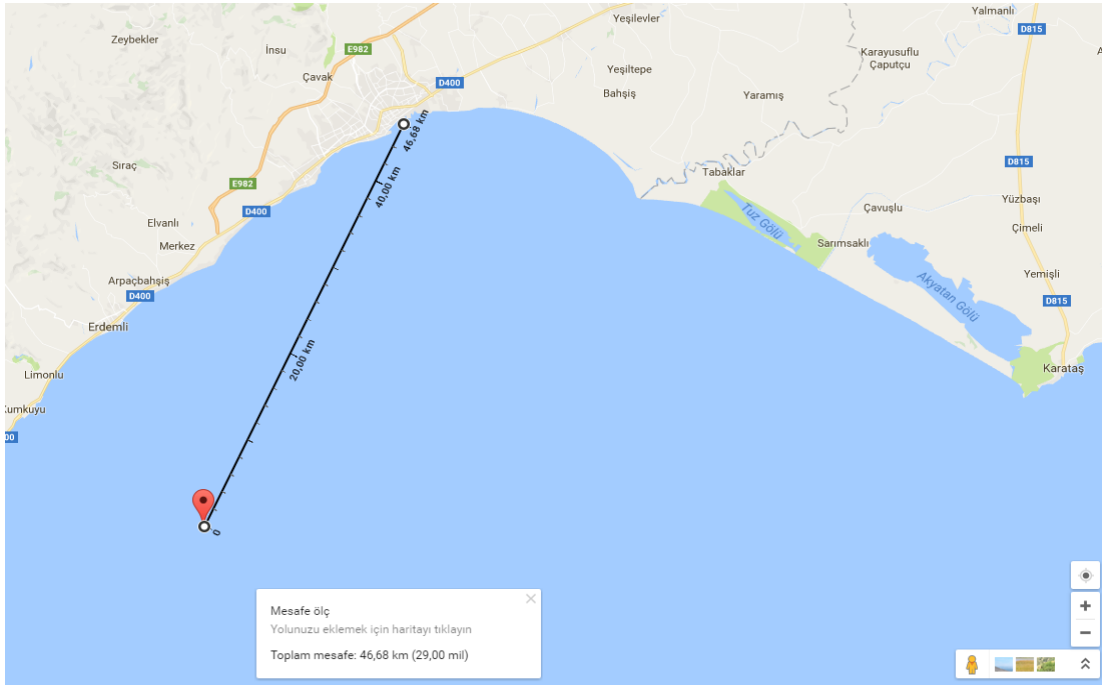 Yeşilevler
Yalmanlı
D815
Zeybekler
İnsu
E982
Karayusuflu
Çaputçu
Çavak
Yeşiltepe
D400
Bahşiş
Yaramış
46,68 km
Sıraç
D815
Tabaklar
E982
40,00 km
Yüzbaşı
D400
Tuz Gölü
Çavuşlu
Elvanlı
Çimeli
Merkez
Sarımsaklı
Yemişli
Arpaçbahşiş
Akyatan Gölü
D400
D815
Erdemli
20,00 km
Limonlu
Karataş
Kumkuyu
00
0
Mesafe ölç
Yolunuzu eklemek için haritayı tıklayın
Toplam mesafe: 46,68 km (29,00 mil)